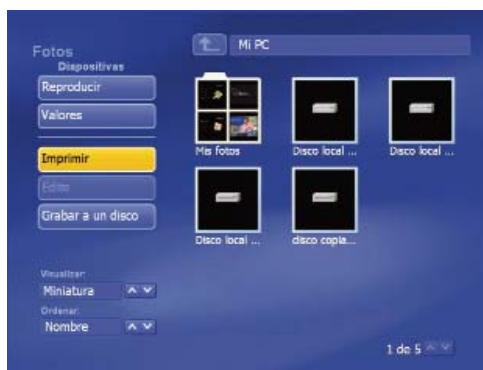 Fotos
Diapositivas
Reproducir
Valores
Imprimir
Editar
Grabar a un disco
Visualizar:
Miniatura
Ordenar:
Nombre
Mi PC
Mis fotos
Disco local ...
Disco local ...
Disco local ...
disco copia...
1 de 5